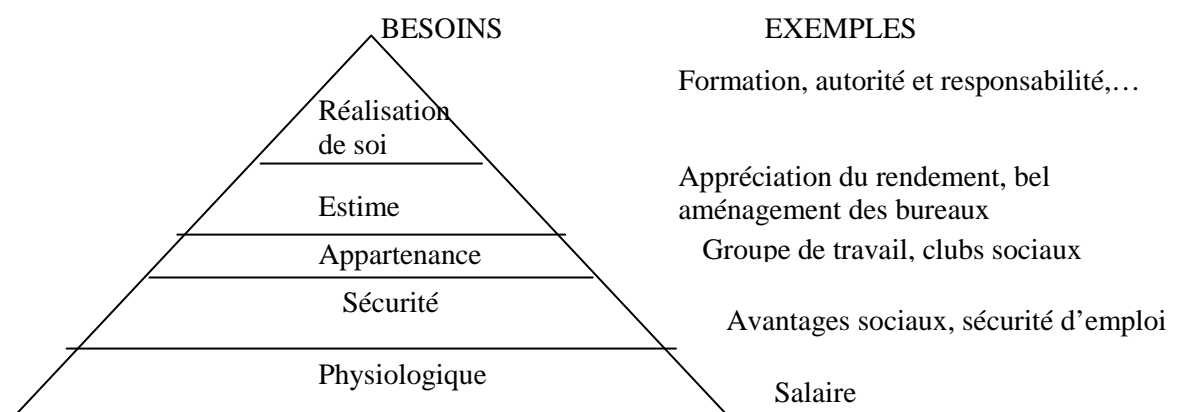 BESOINS EXEMPLES
Formation, autorité et responsabilité,…
Réalisation
de soi
Appréciation du rendement, bel
aménagement des bureaux
Estime
Groupe de travail, clubs sociaux
Appartenance
Sécurité
Avantages sociaux, sécurité d’emploi
Physiologique
Salaire